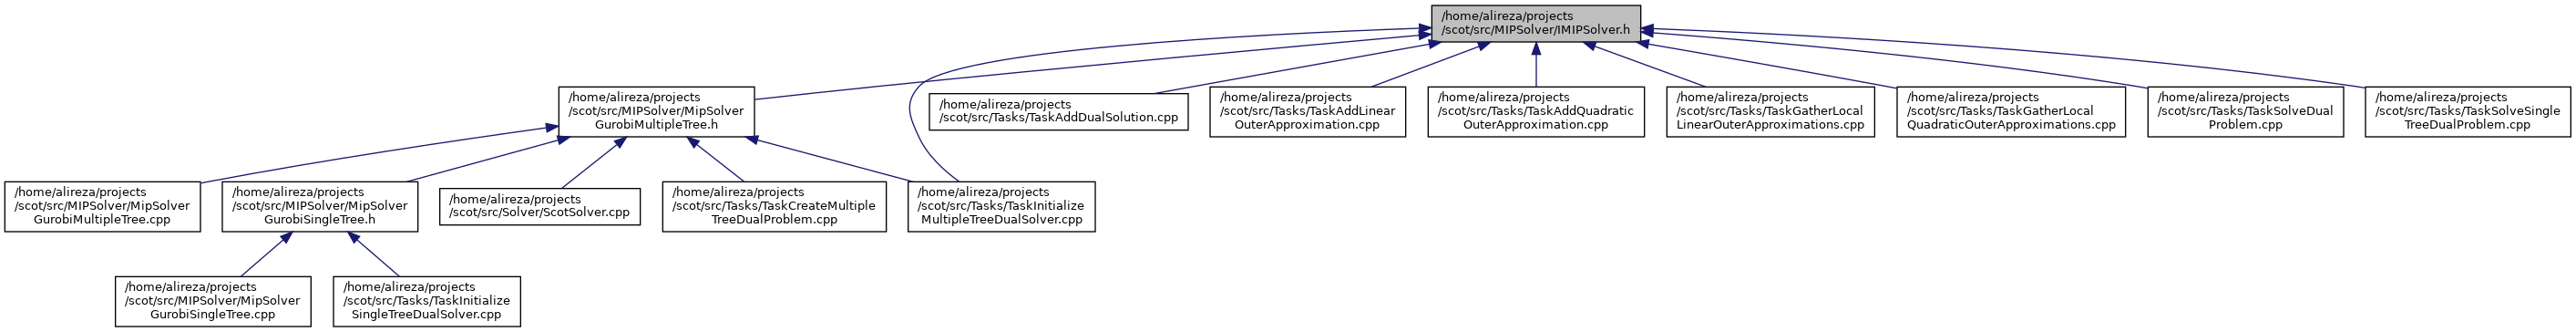 /home/alireza/projects
/scot/src/MIPSolver/IMIPSolver.h
/home/alireza/projects
/scot/src/MIPSolver/MipSolver
GurobiMultipleTree.h
/home/alireza/projects
/scot/src/Tasks/TaskAddDualSolution.cpp
/home/alireza/projects
/scot/src/Tasks/TaskAddLinear
OuterApproximation.cpp
/home/alireza/projects
/scot/src/Tasks/TaskAddQuadratic
OuterApproximation.cpp
/home/alireza/projects
/scot/src/Tasks/TaskGatherLocal
LinearOuterApproximations.cpp
/home/alireza/projects
/scot/src/Tasks/TaskGatherLocal
QuadraticOuterApproximations.cpp
/home/alireza/projects
/scot/src/Tasks/TaskSolveDual
Problem.cpp
/home/alireza/projects
/scot/src/Tasks/TaskSolveSingle
TreeDualProblem.cpp
/home/alireza/projects
/scot/src/MIPSolver/MipSolver
GurobiMultipleTree.cpp
/home/alireza/projects
/scot/src/MIPSolver/MipSolver
GurobiSingleTree.h
/home/alireza/projects
/scot/src/Solver/ScotSolver.cpp
/home/alireza/projects
/scot/src/Tasks/TaskCreateMultiple
TreeDualProblem.cpp
/home/alireza/projects
/scot/src/Tasks/TaskInitialize
MultipleTreeDualSolver.cpp
/home/alireza/projects
/scot/src/MIPSolver/MipSolver
GurobiSingleTree.cpp
/home/alireza/projects
/scot/src/Tasks/TaskInitialize
SingleTreeDualSolver.cpp